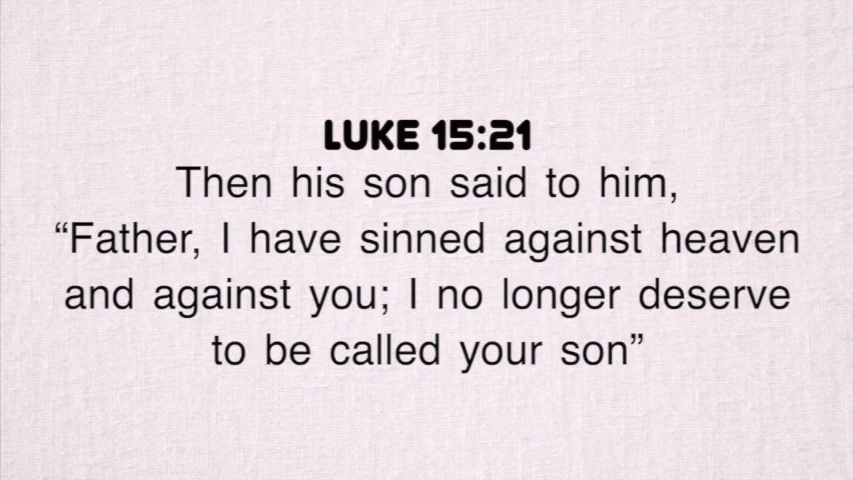 LUKE 15:21
Then his son said to him,
“Father, I have sinned against heaven
and against you; I no longer deserve
to be called your son”